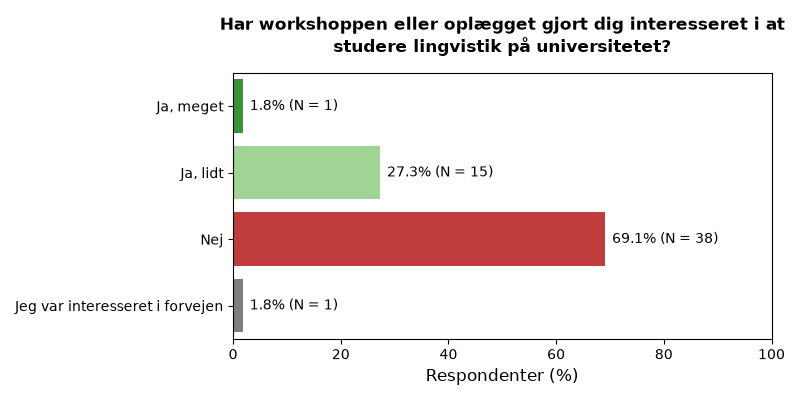 Har workshoppen eller oplægget gjort dig interesseret i at
studere lingvistik på universitetet?
Ja, meget
1.8% (N = 1)
Ja, lidt
27.3% (N = 15)
Nej
69.1% (N = 38)
Jeg var interesseret i forvejen
1.8% (N = 1)
0 20 40 60 80 100
Respondenter (%)